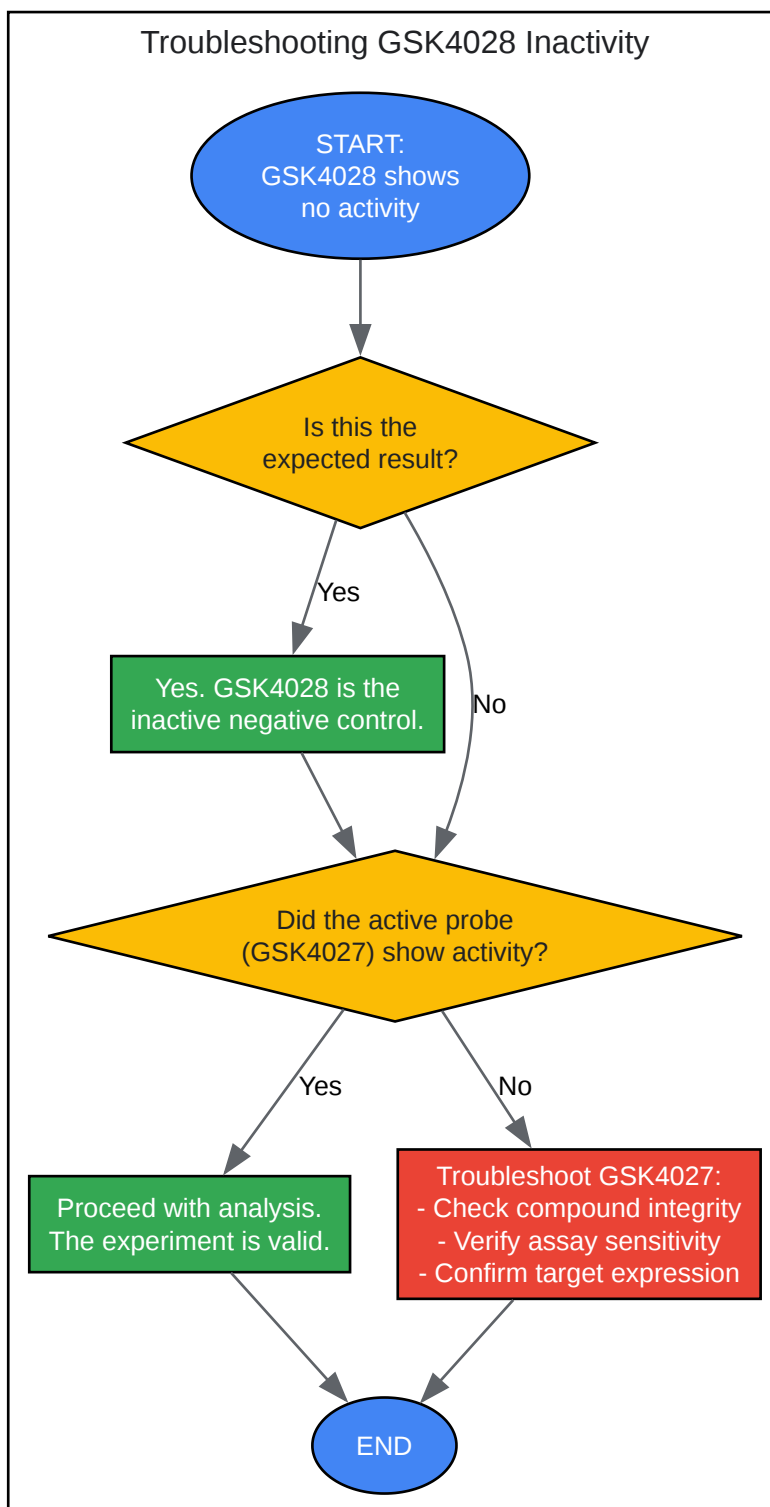 Troubleshooting GSK4028 Inactivity
START:
GSK4028 shows
no activity
Is this the
expected result?
Yes
Yes. GSK4028 is the
inactive negative control.
No
Did the active probe
(GSK4027) show activity?
Yes
No
Proceed with analysis.
The experiment is valid.
Troubleshoot GSK4027:
- Check compound integrity
- Verify assay sensitivity
- Confirm target expression
END